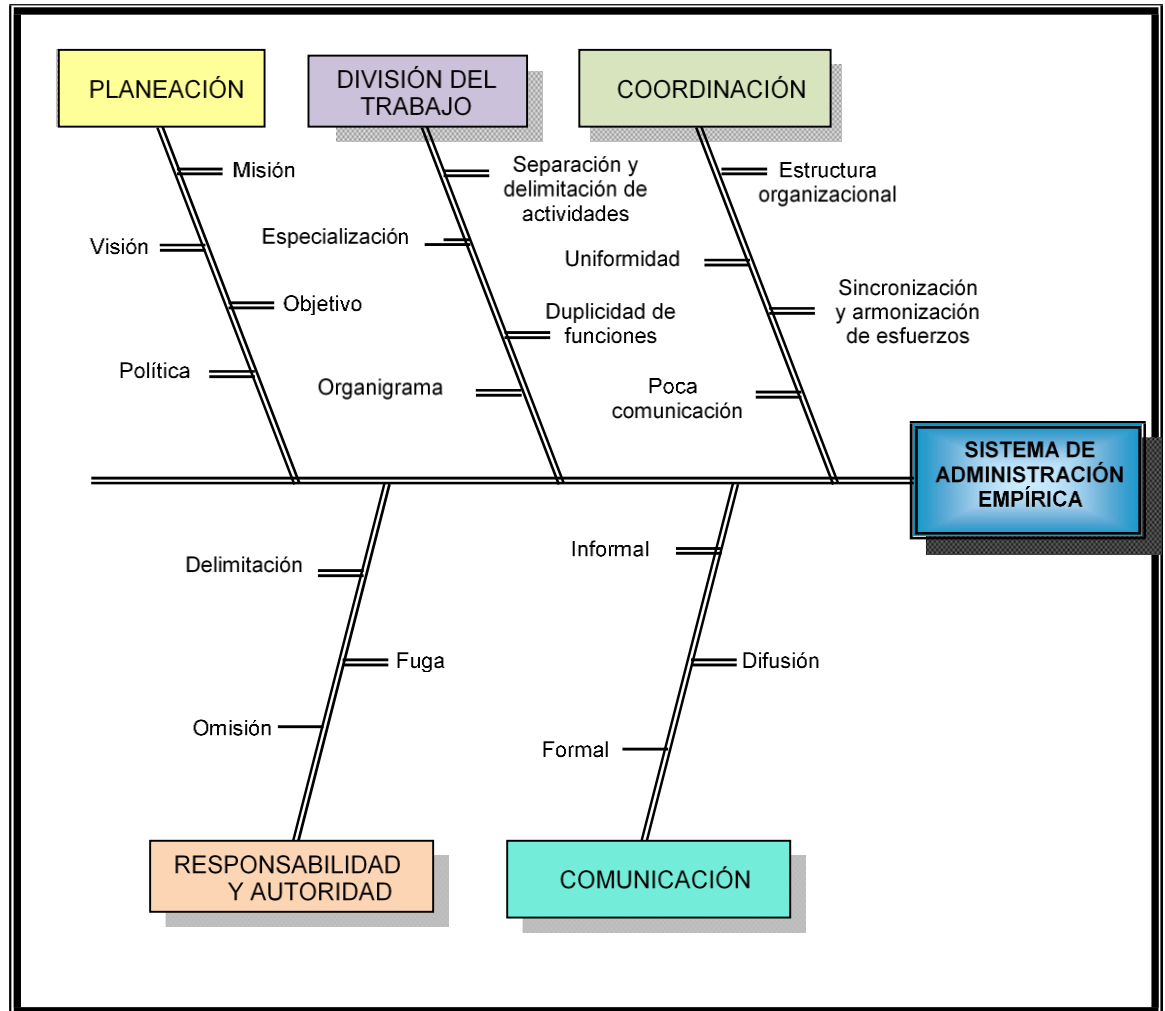 PLANEACIÓN
DIVISIÓN DEL
TRABAJO
COORDINACIÓN
Misión
Visión
Objetivo
Política
Separación y
delimitación de
actividades
Especialización
Duplicidad de
funciones
Organigrama
Estructura
organizacional
Uniformidad
Sincronización
y armonización
de esfuerzos
Poca
comunicación
SISTEMA DE
ADMINISTRACIÓN
EMPÍRICA
Delimitación
Fuga
Omisión
Informal
Difusión
Formal
RESPONSABILIDAD
Y AUTORIDAD
COMUNICACIÓN